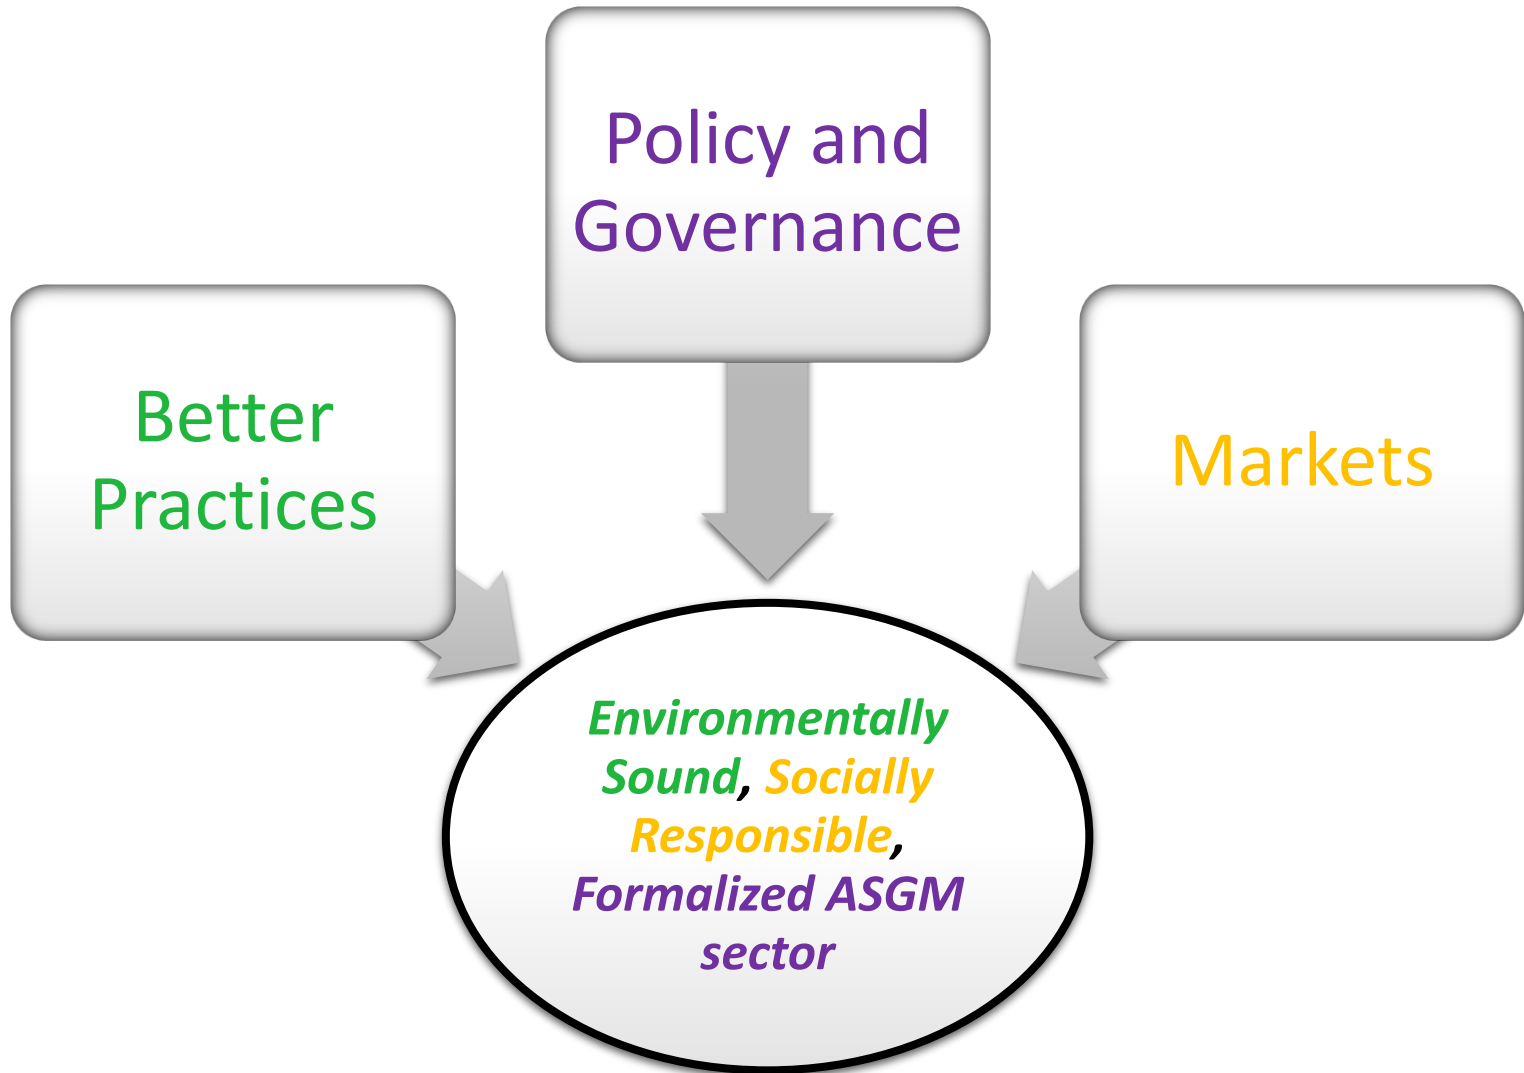 Policy and
Governance
Better
Practices
Markets
Environmentally
Sound, Socially
Responsible,
Formalized ASGM
sector